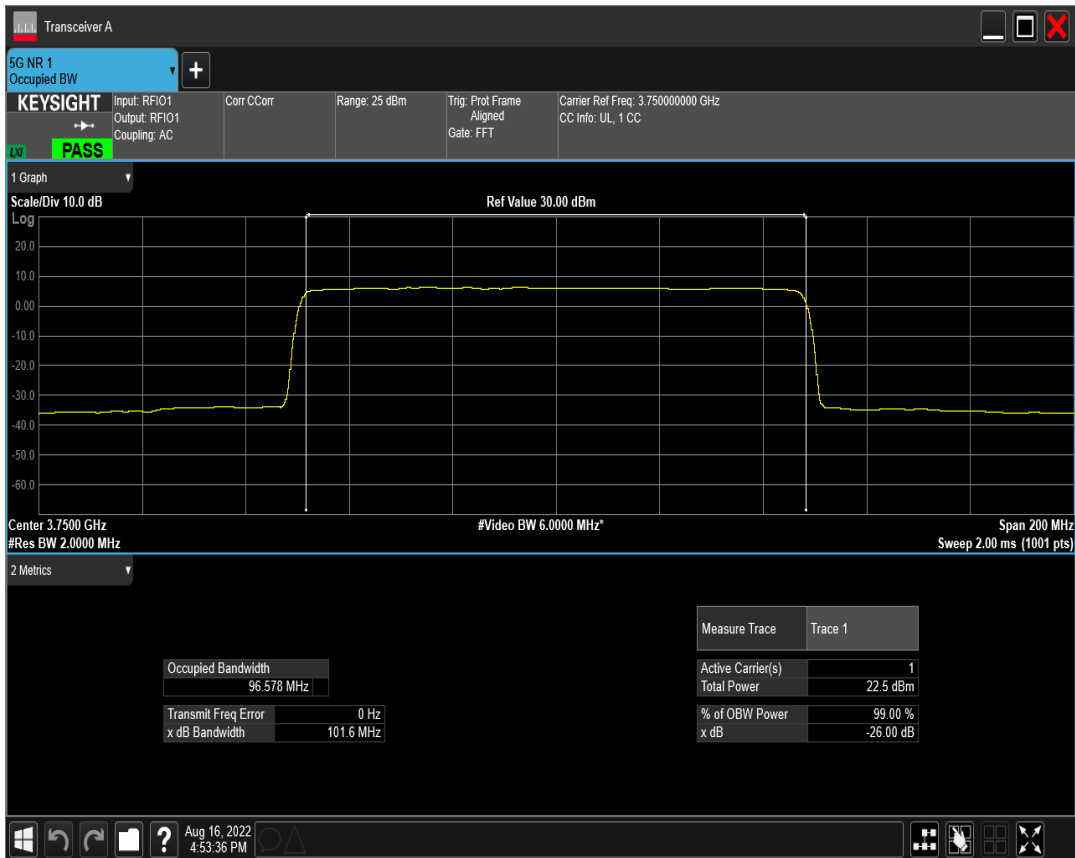 Transceiver A
5G NR 1
Occupied BW
+
KEYSIGHT
Input: RFIO1
Output: RFIO1
Coupling: AC
Corr CCorr
Range: 25 dBm
Trig: Prot Frame
Aligned
Gate: FFT
Carrier Ref Freq: 3.750000000 GHz
CC Info: UL, 1 CC
LXI
PASS
1 Graph
Scale/Div 10.0 dB
Ref Value 30.00 dBm
Log
20.0
10.0
0.00
-10.0
-20.0
-30.0
-40.0
-50.0
-60.0
Center 3.7500 GHz
#Video BW 6.0000 MHz*
Span 200 MHz
#Res BW 2.0000 MHz
Sweep 2.00 ms (1001 pts)
2 Metrics
Measure Trace Trace 1
Occupied Bandwidth
96.578 MHz
Active Carrier(s) 1
Total Power 22.5 dBm
Transmit Freq Error 0 Hz
x dB Bandwidth 101.6 MHz
% of OBW Power 99.00 %
x dB -26.00 dB
?
Aug 16, 2022
4:53:36 PM